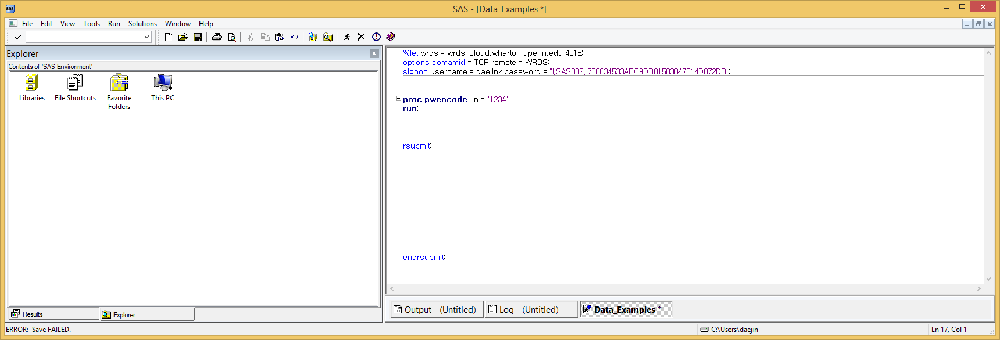 sas
SAS - [Data_Examples *]
File Edit View Tools Run Solutions Window Help
Explorer
Contents of 'SAS Environment'
Libraries
File Shortcuts
Favorite
Folders
This PC
%let wrds = wrds-cloud.wharton.upenn.edu 4016;
options comamid = TCP remote = WRDS;
signon username = daejink password = "{SAS002}706634533ABC9DB81503847014D072DB";
proc pwencode in = '1234';
run;
rsubmit;
endrsubmit;
Results
Explorer
Output - (Untitled)
Log - (Untitled)
Data_Examples *
ERROR: Save FAILED.
C:\Users\daejin
Ln 17, Col 1